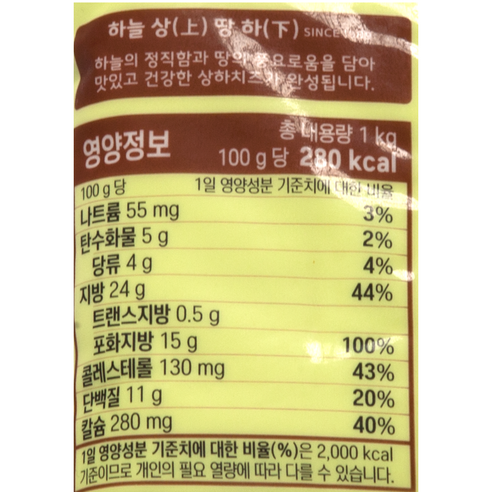 하늘 상(上) 땅 하(下) SINCE
하늘의 정직함과 땅의 풍요로움을 담아
맛있고 건강한 상하치즈가 완성됩니다.
영양정보
총 내용량 1 kg
100 g 당 280 kcal
100 g 당 1일 영양성분 기준치에 대한 비율
나트륨 55 mg 3%
탄수화물 5 g 2%
당류 4 g 4%
지방 24 g 44%
트랜스지방 0.5 g
포화지방 15 g 100%
콜레스테롤 130 mg 43%
단백질 11 g 20%
칼슘 280 mg 40%
1일 영양성분 기준치에 대한 비율(%)은 2,000 kcal
기준이므로 개인의 필요 열량에 따라 다를 수 있습니다.